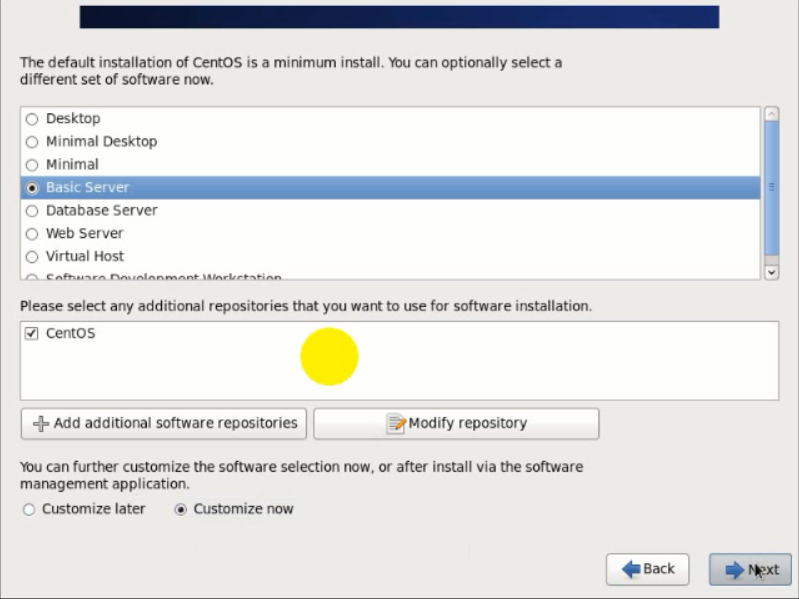 The default installation of CentOS is a minimum install. You can optionally select a
different set of software now.
Desktop
Minimal Desktop
Minimal
Basic Server
Database Server
Web Server
Virtual Host
Software Development Workstation
Please select any additional repositories that you want to use for software installation.
CentOS
Add additional software repositories
Modify repository
You can further customize the software selection now, or after install via the software
management application.
Customize later
Customize now
Back
Next